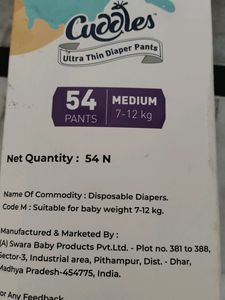 Cuddles
Ultra Thin Diaper Pants
54
PANTS
MEDIUM
7-12 kg
Net Quantity : 54 N
Name Of Commodity : Disposable Diapers.
Code M : Suitable for baby weight 7-12 kg.
Manufactured & Marketed By :
(A) Swara Baby Products Pvt.Ltd. - Plot no. 381 to 388,
Sector-3, Industrial area, Pithampur, Dist. - Dhar,
Madhya Pradesh-454775, India.
For Any Feedback